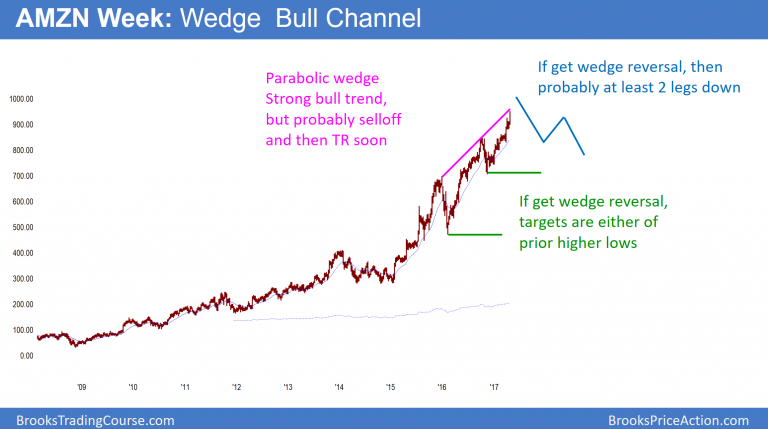 AMZN Week: Wedge Bull Channel
Parabolic wedge
Strong bull trend,
but probably selloff
and then TR soon
If get wedge reversal, then
probably at least 2 legs down
If get wedge reversal,
targets are either of
prior higher lows
1000.00
900.00
800.00
700.00
600.00
500.00
400.00
300.00
200.00
100.00
0.00
'09 '10 '11 '12 '13 '14 '15 '16 '17
BrooksTradingCourse.com BrooksPriceAction.com